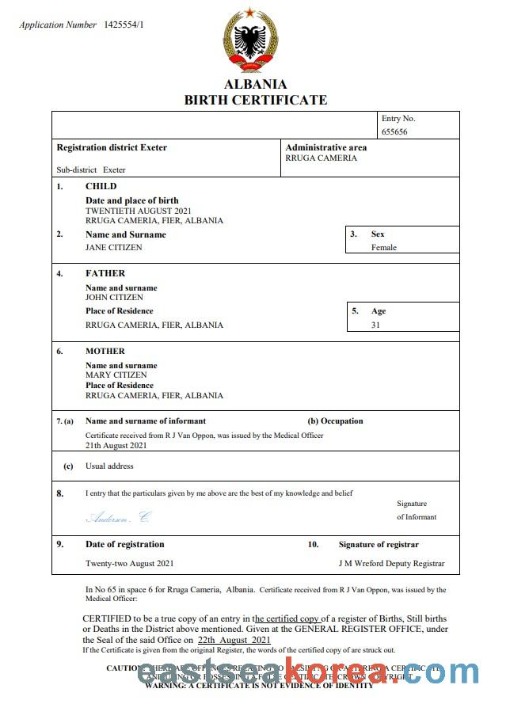 Application Number 1425554/1
ALBANIA
BIRTH CERTIFICATE
Entry No.
655656
Registration district Exeter
Administrative area
RRUGA CAMERIA
Sub-district Exeter
1. CHILD
Date and place of birth
TWENTIETH AUGUST 2021
RRUGA CAMERIA, FIER, ALBANIA
2. Name and Surname
JANE CITIZEN
3. Sex
Female
4. FATHER
Name and surname
JOHN CITIZEN
Place of Residence
RRUGA CAMERIA, FIER, ALBANIA
5. Age
31
6. MOTHER
Name and surname
MARY CITIZEN
Place of Residence
RRUGA CAMERIA, FIER, ALBANIA
7. (a) Name and surname of informant
(b) Occupation
Certificate received from R J Van Oppon, was issued by the Medical Officer
21th August 2021
(c) Usual address
8. I entry that the particulars given by me above are the best of my knowledge and belief
Signature
of Informant
Anderson. C
9. Date of registration
10. Signature of registrar
Twenty-two August 2021
J M Wreford Deputy Registrar
In No 65 in space 6 for Rruga Cameria, Albania. Certificate received from R J Van Oppon, was issued by the
Medical Officer:
CERTIFIED to be a true copy of an entry in the certified copy of a register of Births, Still births
or Deaths in the District above mentioned. Given at the GENERAL REGISTER OFFICE, under
the Seal of the said Office on 22th August 2021
If the Certificate is given from the original Register, the words of the certified copy of are struck out.
CAUTION: THERE ARE OFFENCES RELATING TO FALSIFYING OR ALTERING A CERTIFICATE
WARNING: A CERTIFICATE IS NOT EVIDENCE OF IDENTITY